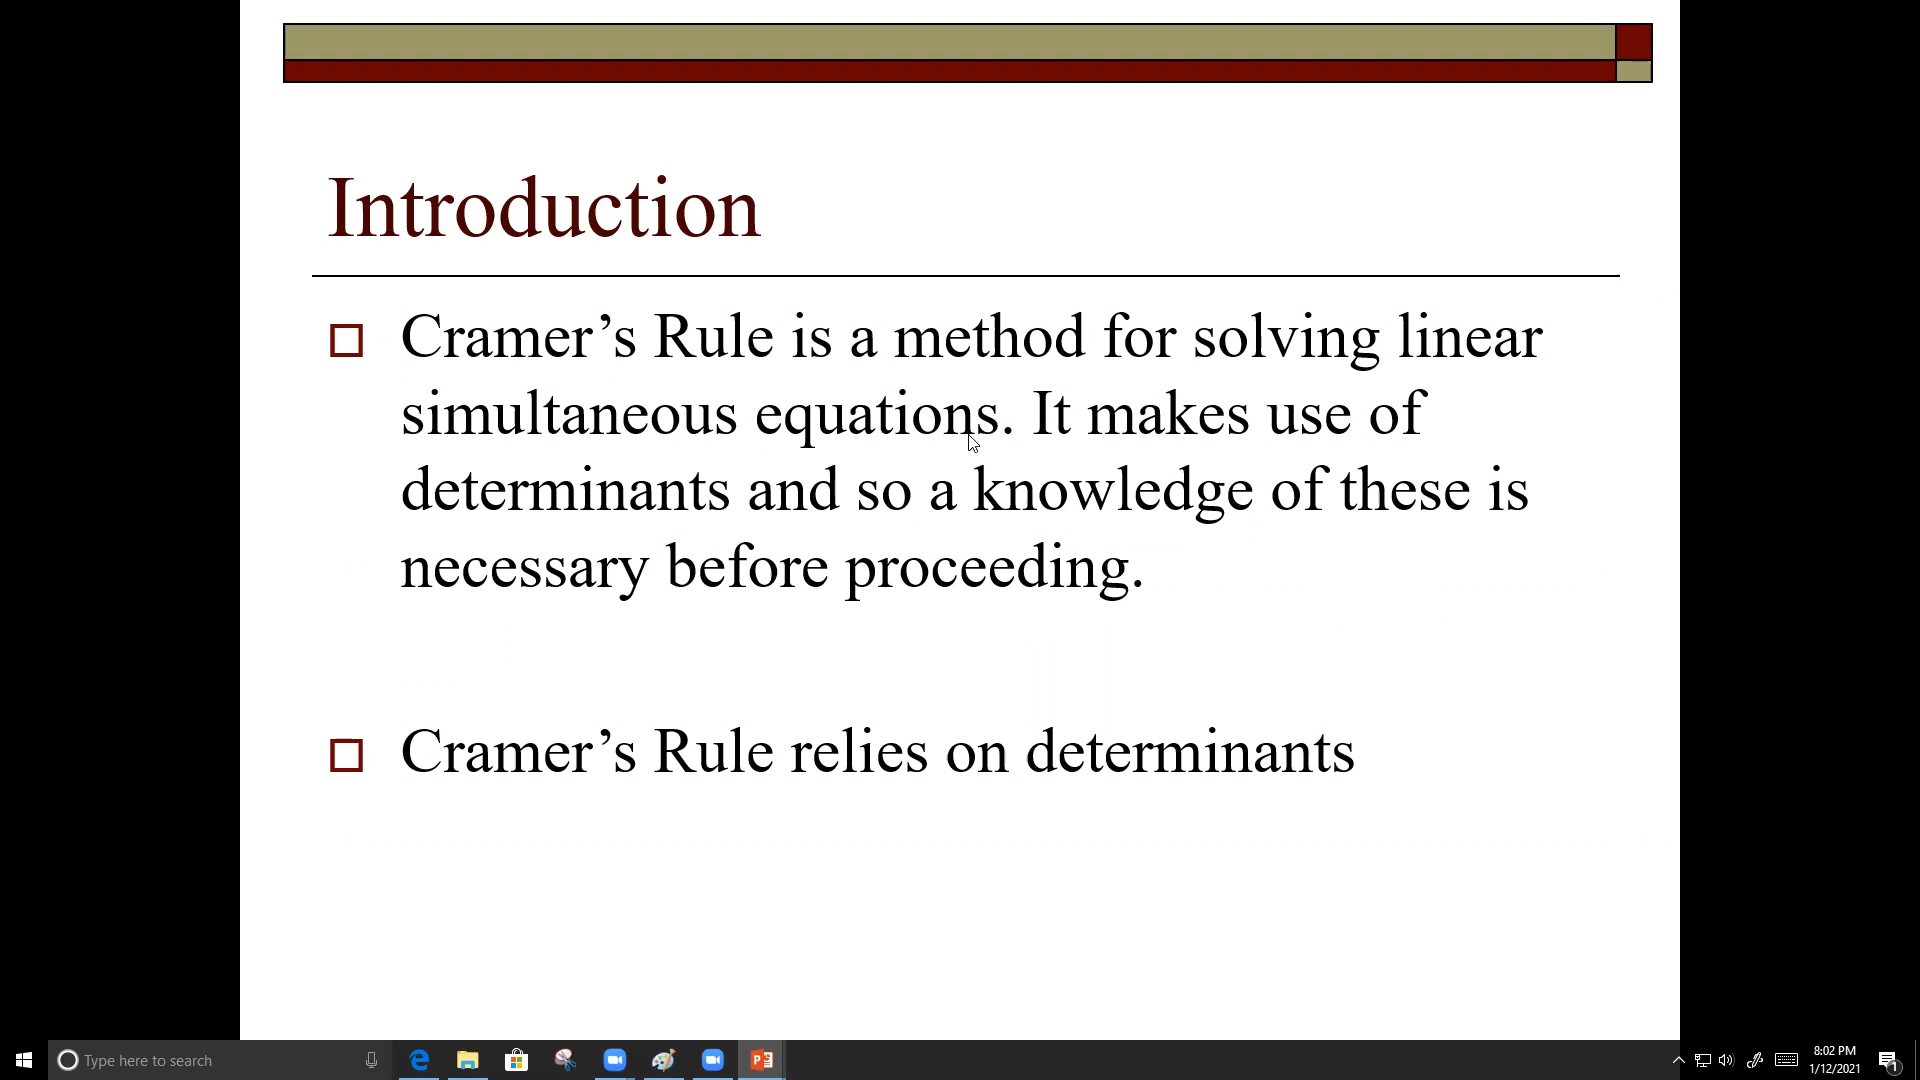 Introduction
Cramer’s Rule is a method for solving linear
simultaneous equations. It makes use of
determinants and so a knowledge of these is
necessary before proceeding.
Cramer’s Rule relies on determinants
Type here to search
8:02 PM
1/12/2021
1